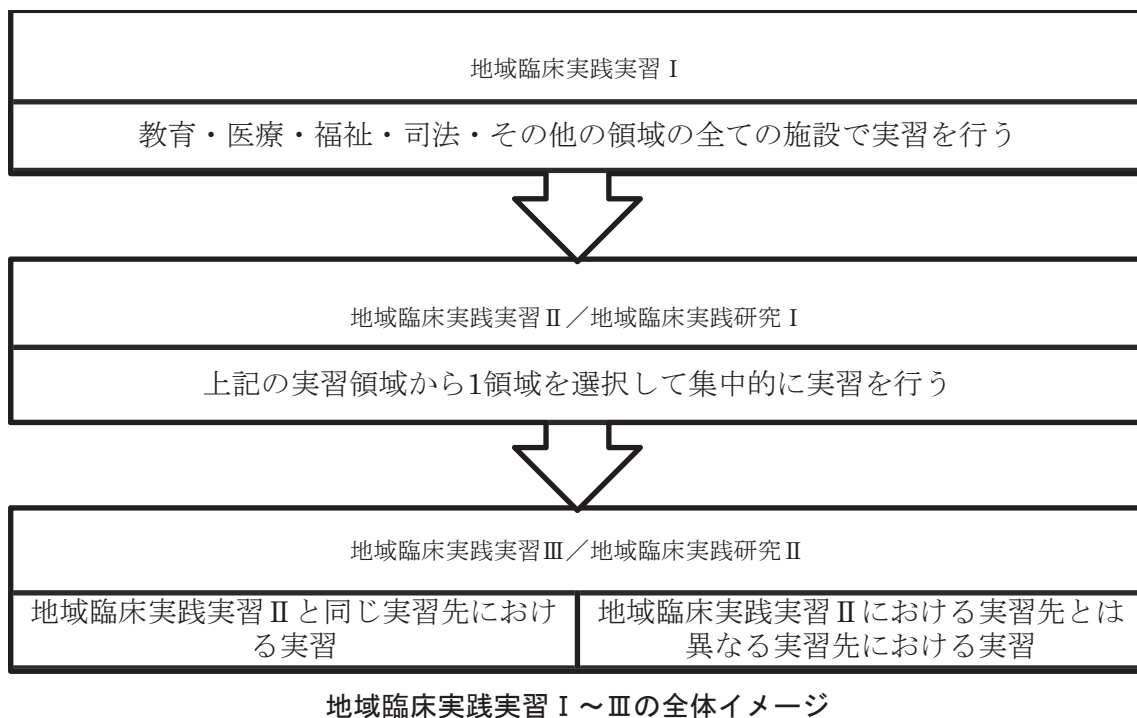 地域臨床実践実習Ⅰ
教育・医療・福祉・司法・その他の領域の全ての施設で実習を行う
地域臨床実践実習Ⅱ／地域臨床実践研究Ⅰ
上記の実習領域から1領域を選択して集中的に実習を行う
地域臨床実践実習Ⅲ／地域臨床実践研究Ⅱ
地域臨床実践実習Ⅱと同じ実習先におけ
る実習
地域臨床実践実習Ⅱにおける実習先とは
異なる実習先における実習
地域臨床実践実習Ⅰ～Ⅲの全体イメージ